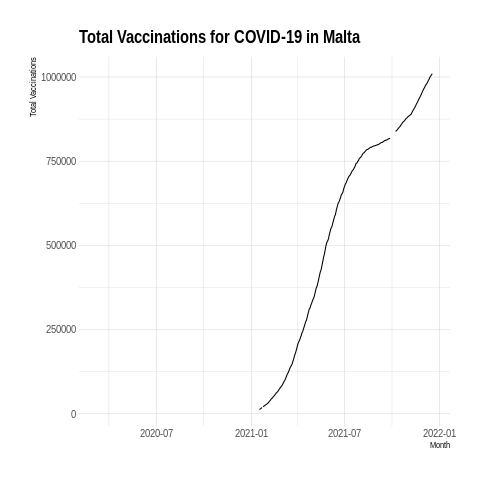 Total Vaccinations for COVID-19 in Malta
Total Vaccinations
1000000
750000
500000
250000
0
2020-07 2021-01 2021-07 2022-01
Month